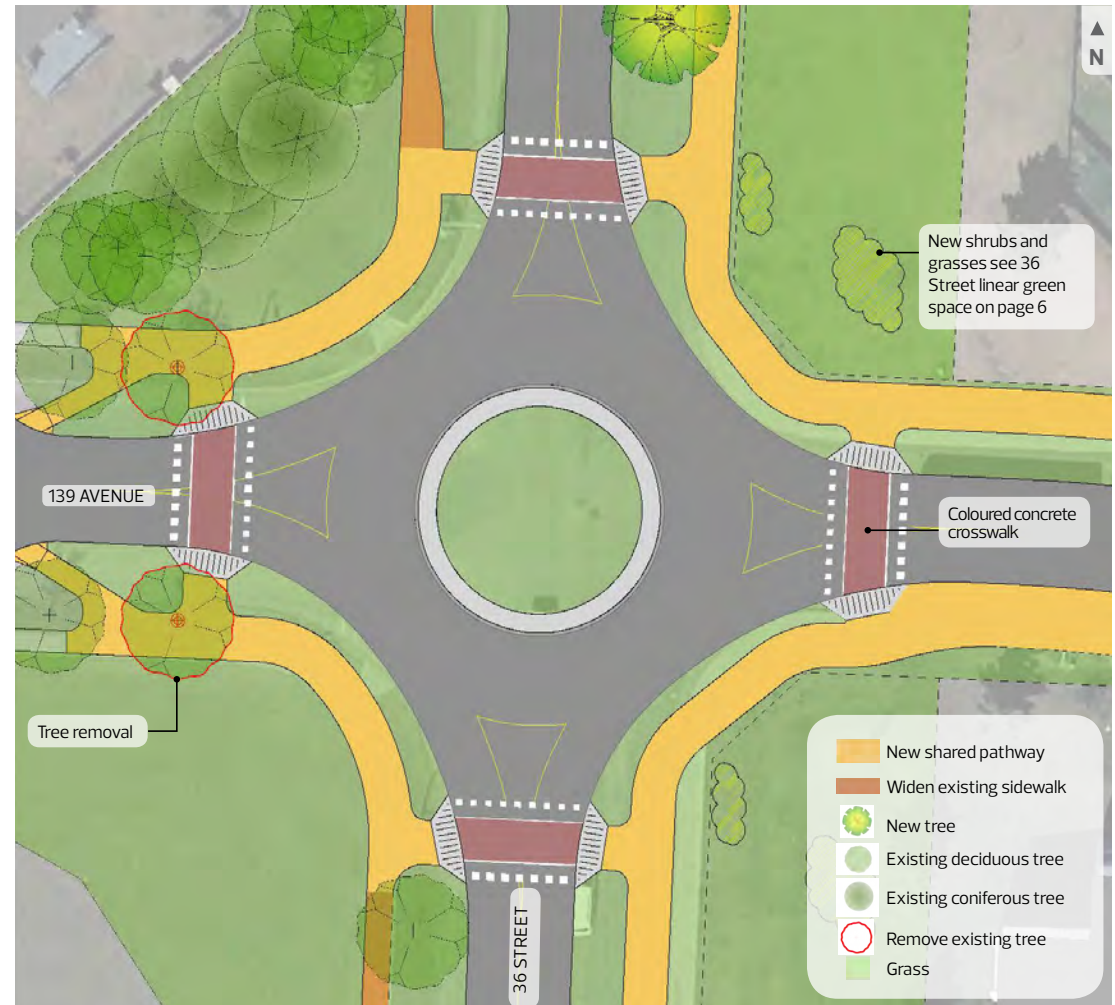 ▲
N
New shrubs and
grasses see 36
Street linear green
space on page 6
139 AVENUE
Coloured concrete
crosswalk
Tree removal
36 STREET
New shared pathway
Widen existing sidewalk
New tree
Existing deciduous tree
Existing coniferous tree
Remove existing tree
Grass